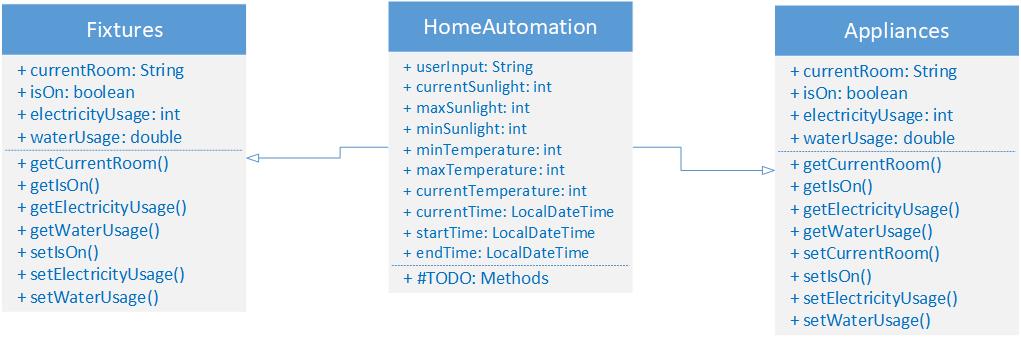 Fixtures
+ currentRoom: String
+ isOn: boolean
+ electricityUsage: int
+ waterUsage: double
+ getCurrentRoom()
+ getIsOn()
+ getElectricityUsage()
+ getWaterUsage()
+ setIsOn()
+ setElectricityUsage()
+ setWaterUsage()
HomeAutomation
+ userInput: String
+ currentSunlight: int
+ maxSunlight: int
+ minSunlight: int
+ minTemperature: int
+ maxTemperature: int
+ currentTemperature: int
+ currentTime: LocalDateTime
+ startTime: LocalDateTime
+ endTime: LocalDateTime
+ #TODO: Methods
Appliances
+ currentRoom: String
+ isOn: boolean
+ electricityUsage: int
+ waterUsage: double
+ getCurrentRoom()
+ getIsOn()
+ getElectricityUsage()
+ getWaterUsage()
+ setCurrentRoom()
+ setIsOn()
+ setElectricityUsage()
+ setWaterUsage()